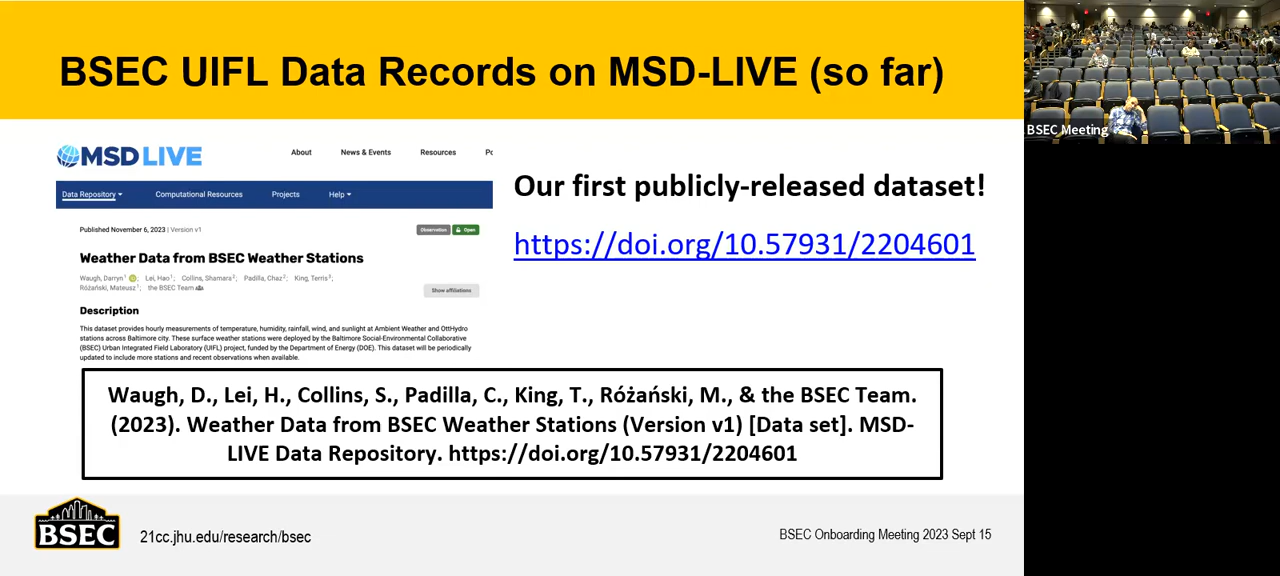 BSEC UIFL Data Records on MSD-LIVE (so far)
BSEC Meeting
MSD LIVE
About News & Events Resources Pc
Data Repository Computational Resources Projects Help
Published November 6, 2023 | Version v1
Observation Open
Weather Data from BSEC Weather Stations
Waugh, Darryn1 Lei, Hao1; Collins, Shamara2; Padilla, Chaz2; King, Terris3;
Różański, Mateusz1; the BSEC Team
Show affiliations
Description
This dataset provides hourly measurements of temperature, humidity, rainfall, wind, and sunlight at Ambient Weather and OttHydro
stations across Baltimore city. These surface weather stations were deployed by the Baltimore Social-Environmental Collaborative
(BSEC) Urban Integrated Field Laboratory (UIFL) project, funded by the Department of Energy (DOE). This dataset will be periodically
updated to include more stations and recent observations when available.
Our first publicly-released dataset!
https://doi.org/10.57931/2204601
Waugh, D., Lei, H., Collins, S., Padilla, C., King, T., Różański, M., & the BSEC Team.
(2023). Weather Data from BSEC Weather Stations (Version v1) [Data set]. MSD-
LIVE Data Repository. https://doi.org/10.57931/2204601
BSEC
21cc.jhu.edu/research/bsec
BSEC Onboarding Meeting 2023 Sept 15